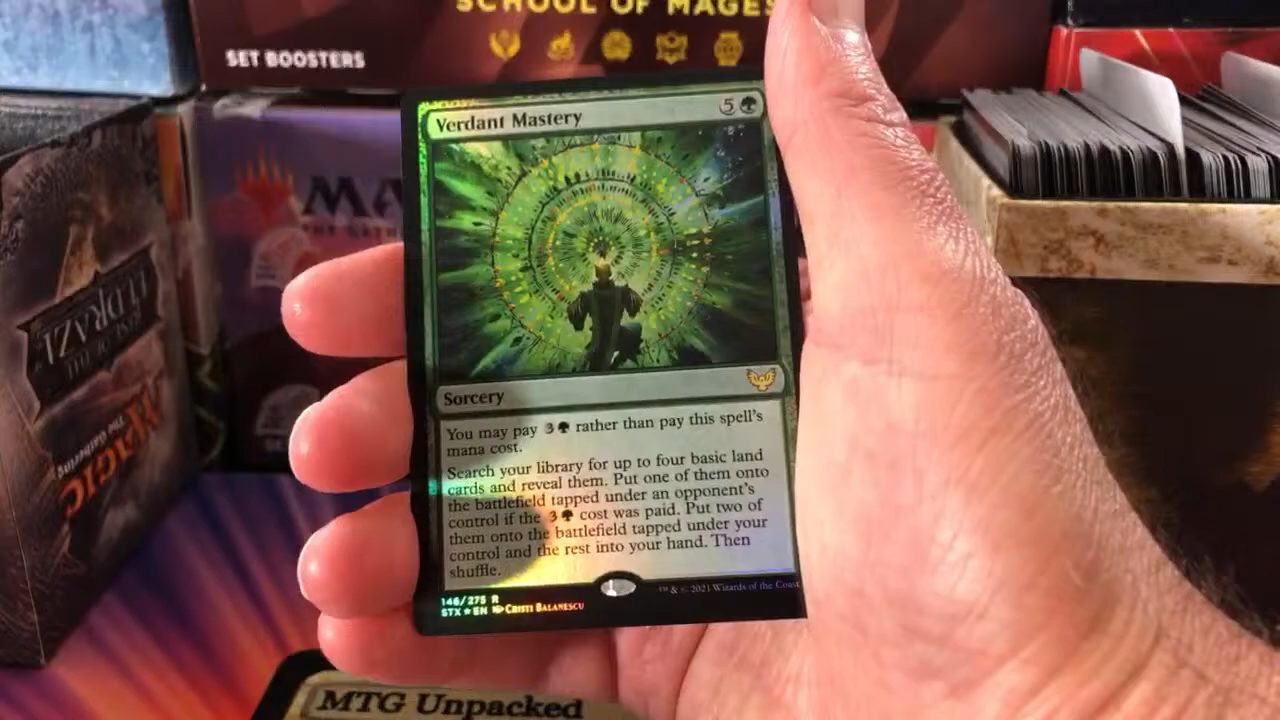 SCHOOL OF MAGES
SET BOOSTERS
MA
Verdant Mastery
5
Sorcery
You may pay 3 rather than pay this spell's
mana cost.
Search your library for up to four basic land
cards and reveal them. Put one of them onto
the battlefield tapped under an opponent's
control if the 3 cost was paid. Put two of
them onto the battlefield tapped under your
control and the rest into your hand. Then
shuffle.
146/275 R
STX★EN CRISTI BALANESCU
™ & © 2021 Wizards of the Coast
RISE OF THE
ELDRAZI
MAGIC
THE GATHERING
MTG Unpacked